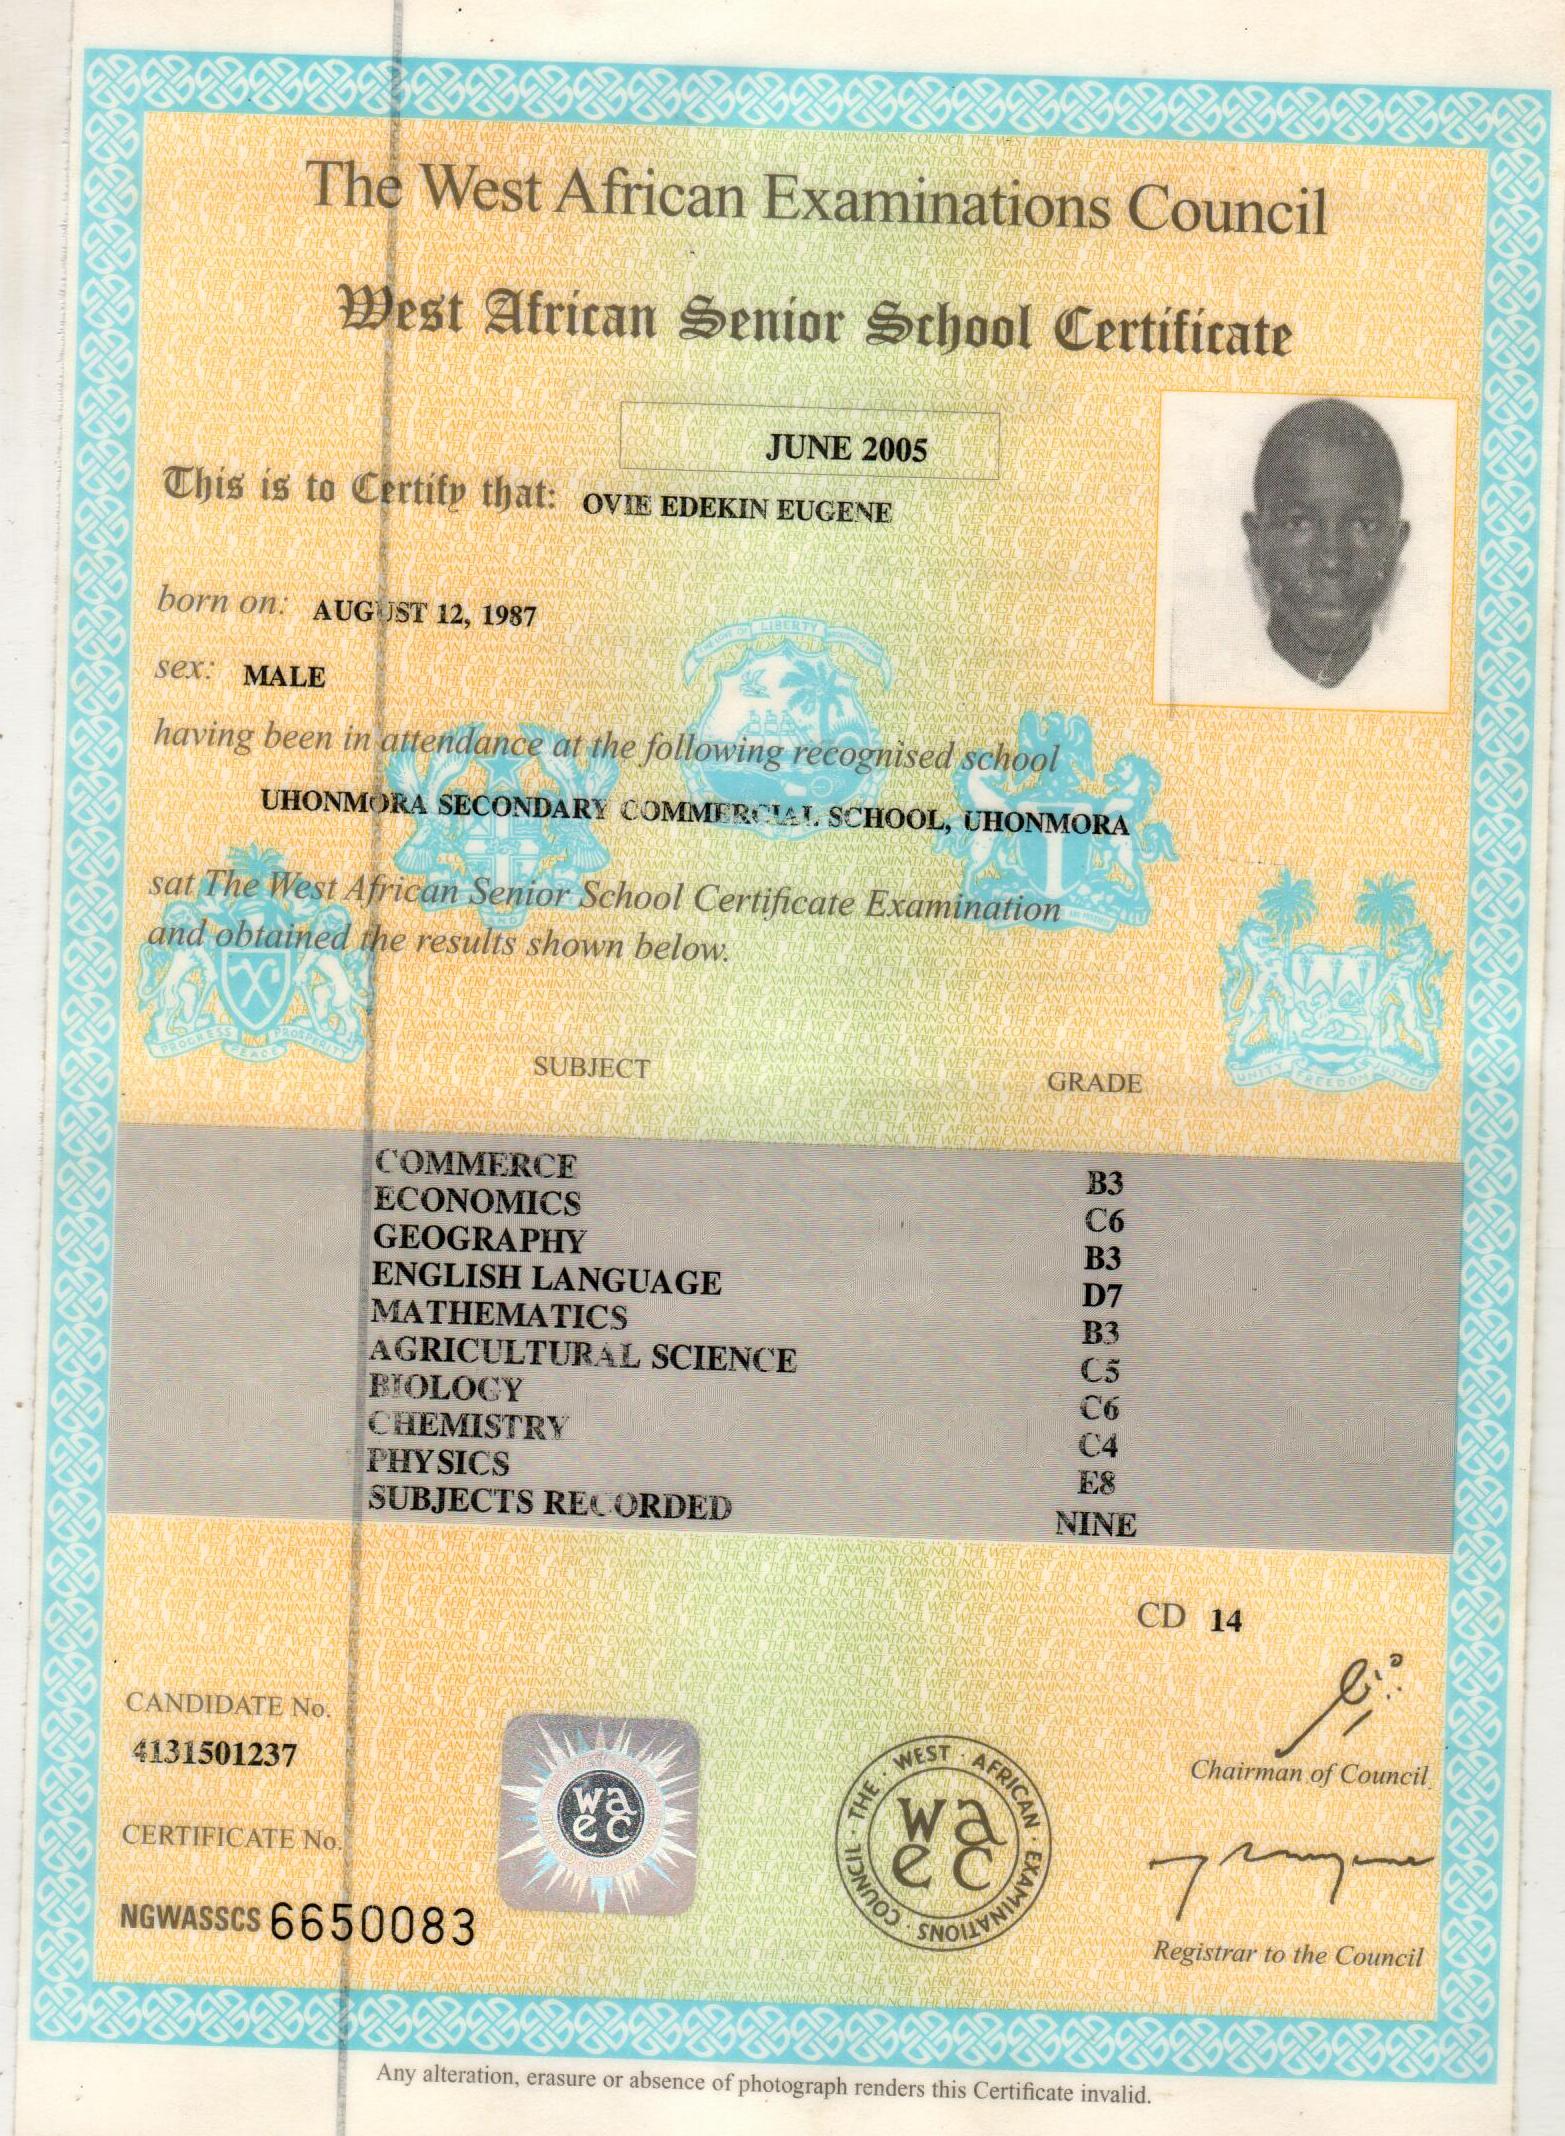 The West African Examinations Council
West African Senior School Certificate
JUNE 2005
This is to Certify that: OVIE EDEKIN EUGENE
born on: AUGUST 12, 1987
sex: MALE
having been in attendance at the following recognised school
UHONMORA SECONDARY COMMERCIAL SCHOOL, UHONMORA
sat The West African Senior School Certificate Examination
and obtained the results shown below.
SUBJECT GRADE
COMMERCE B3
ECONOMICS C6
GEOGRAPHY B3
ENGLISH LANGUAGE D7
MATHEMATICS B3
AGRICULTURAL SCIENCE C5
BIOLOGY C6
CHEMISTRY C4
PHYSICS E8
SUBJECTS RECORDED NINE
CD 14
CANDIDATE No.
4131501237
CERTIFICATE No.
NGWASSCS 6650083
waec
THE · WEST · AFRICAN · EXAMINATIONS · COUNCIL
waec
Chairman of Council
Registrar to the Council
LIBERTY
PROGRESS PEACE PROSPERITY
UNITY FREEDOM JUSTICE
Any alteration, erasure or absence of photograph renders this Certificate invalid.